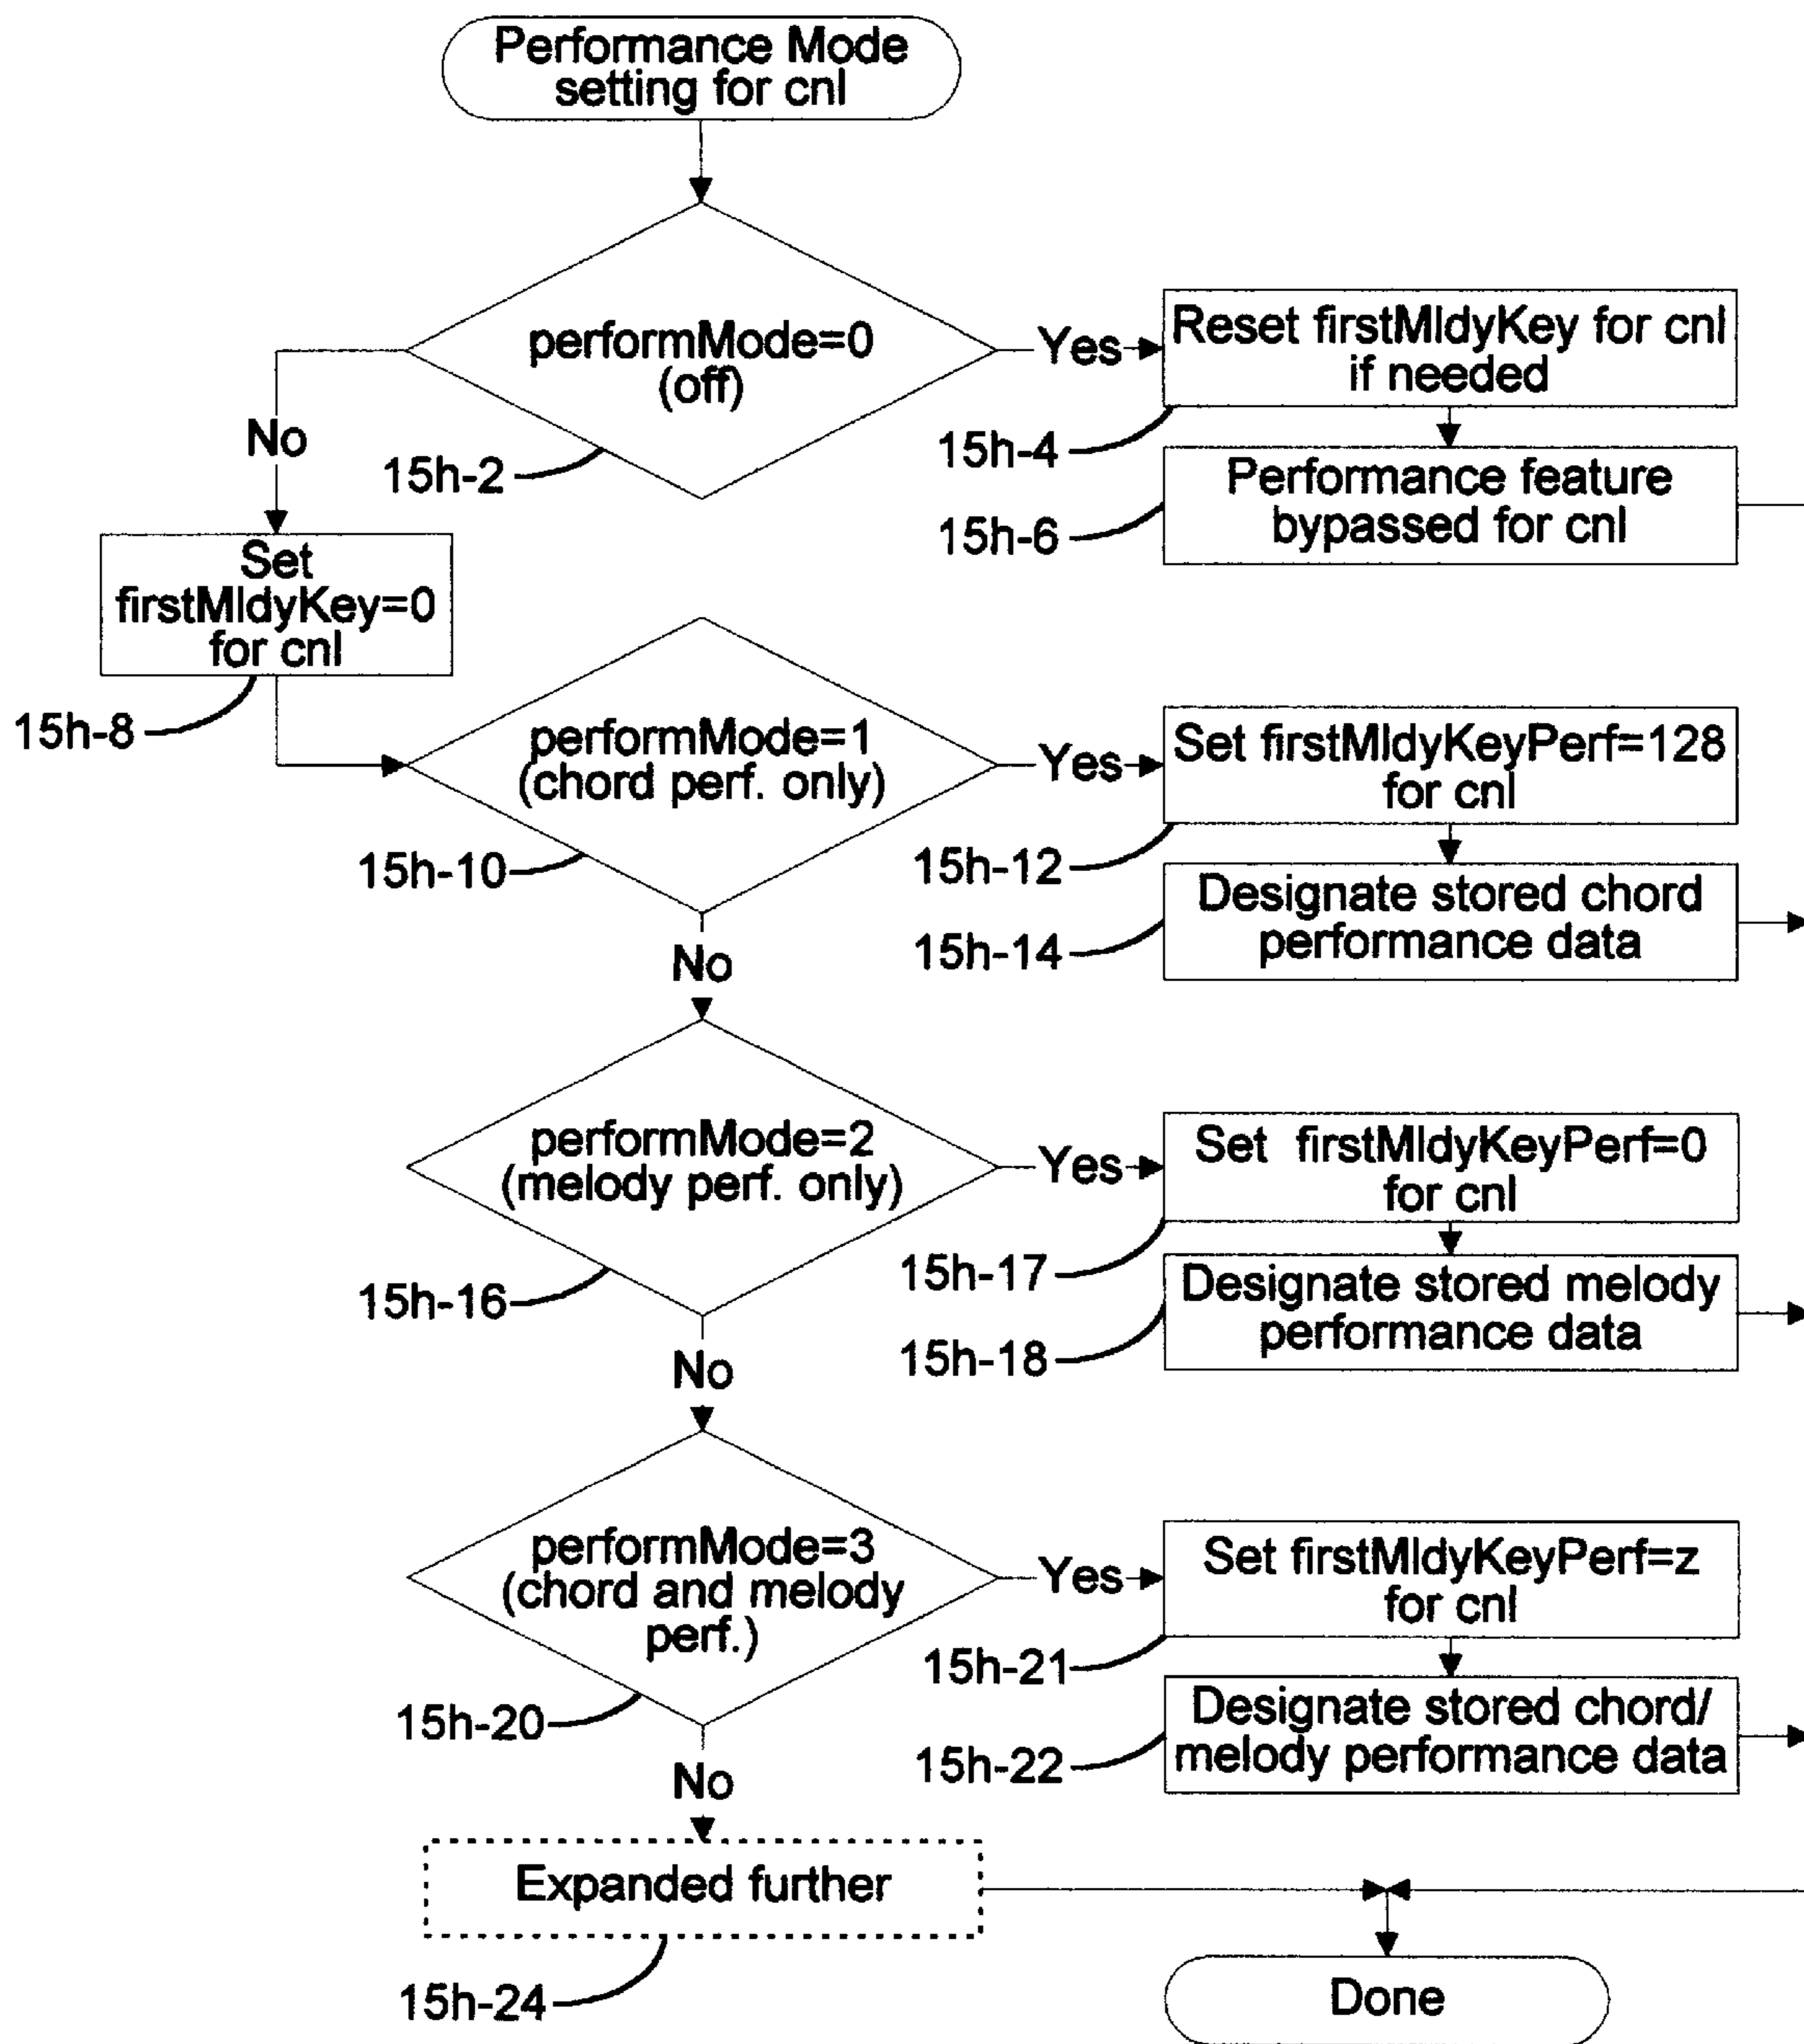 Performance Mode
setting for cnl
performMode=0
(off)
Yes
Reset firstMldyKey for cnl
if needed
15h-4
No
15h-2
Performance feature
bypassed for cnl
15h-6
Set
firstMldyKey=0
for cnl
15h-8
performMode=1
(chord perf. only)
Yes
Set firstMldyKeyPerf=128
for cnl
15h-10
15h-12
Designate stored chord
performance data
15h-14
No
performMode=2
(melody perf. only)
Yes
Set firstMldyKeyPerf=0
for cnl
15h-17
15h-16
Designate stored melody
performance data
15h-18
No
performMode=3
(chord and melody
perf.)
Yes
Set firstMldyKeyPerf=z
for cnl
15h-21
15h-20
Designate stored chord/
melody performance data
15h-22
No
Expanded further
15h-24
Done